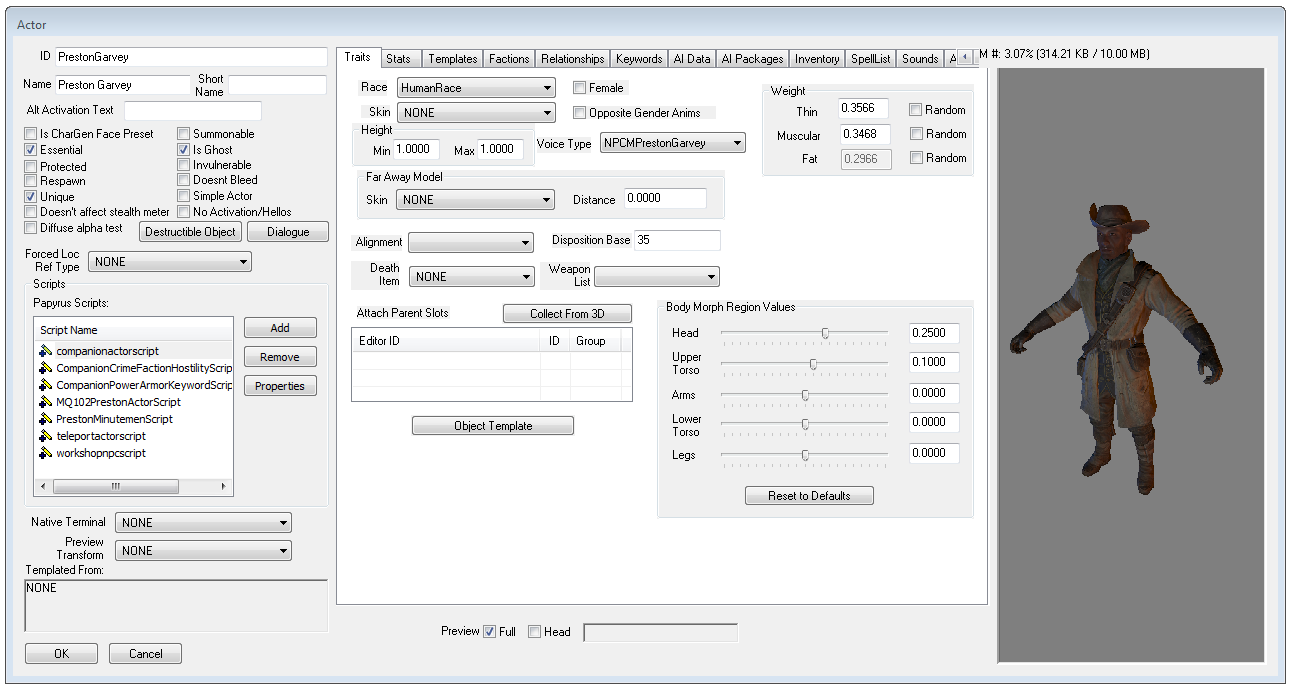 Actor
ID PrestonGarvey
Name Preston Garvey Short Name
Alt Activation Text
Is CharGen Face Preset Summonable
Essential Is Ghost
Protected Invulnerable
Respawn Doesnt Bleed
Unique Simple Actor
Doesn't affect stealth meter No Activation/Hellos
Diffuse alpha test Destructible Object Dialogue
Forced Loc
Ref Type NONE
Scripts
Papyrus Scripts:
Script Name
companionactorscript
CompanionCrimeFactionHostilityScrip
CompanionPowerArmorKeywordScrip
MQ102PrestonActorScript
PrestonMinutemenScript
teleportactorscript
workshopnpcscript
Add
Remove
Properties
Native Terminal NONE
Preview
Transform NONE
Templated From:
NONE
OK Cancel
Traits Stats Templates Factions Relationships Keywords AI Data AI Packages Inventory SpellList Sounds A
M #: 3.07% (314.21 KB / 10.00 MB)
Race HumanRace Female
Skin NONE Opposite Gender Anims
Height
Min 1.0000 Max 1.0000 Voice Type NPCMPrestonGarvey
Weight
Thin 0.3566 Random
Muscular 0.3468 Random
Fat 0.2966 Random
Far Away Model
Skin NONE Distance 0.0000
Alignment Disposition Base 35
Death
Item NONE Weapon
List
Attach Parent Slots Collect From 3D
Editor ID ID Group
Object Template
Body Morph Region Values
Head 0.2500
Upper
Torso 0.1000
Arms 0.0000
Lower
Torso 0.0000
Legs 0.0000
Reset to Defaults
Preview Full Head